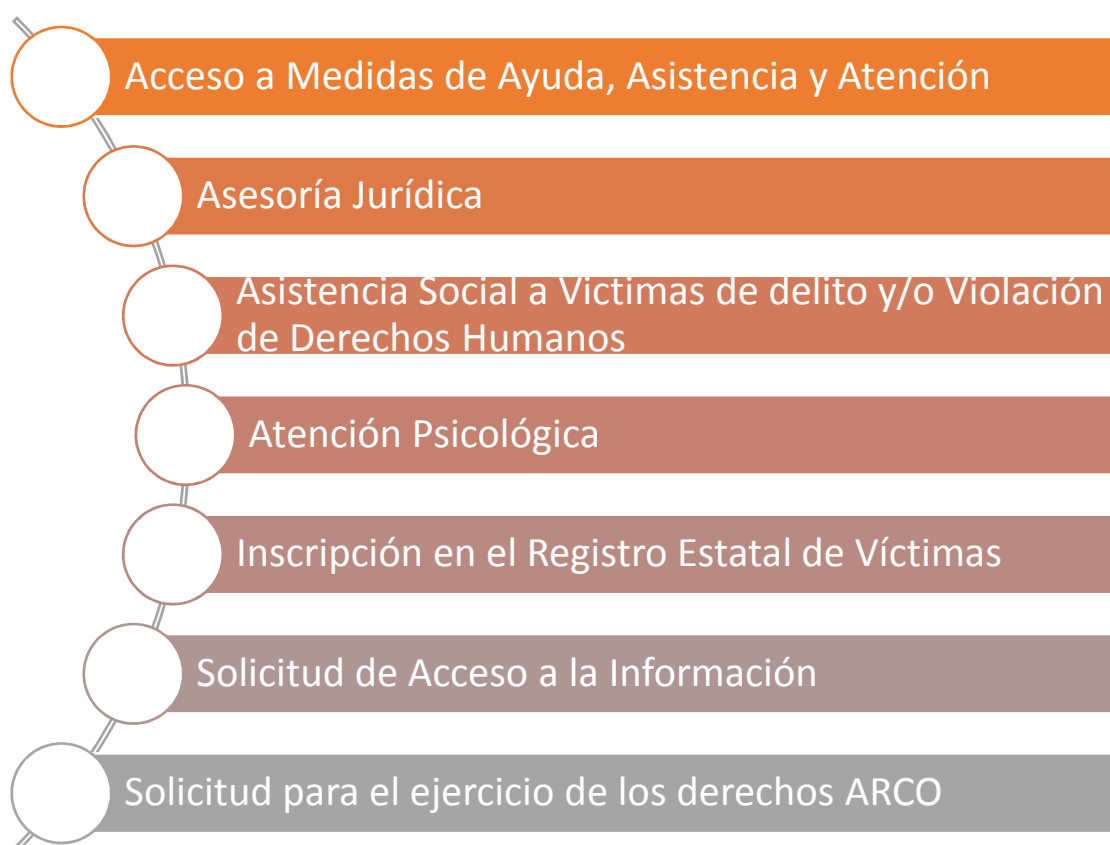 Acceso a Medidas de Ayuda, Asistencia y Atención
Asesoría Jurídica
Asistencia Social a Victimas de delito y/o Violación
de Derechos Humanos
Atención Psicológica
Inscripción en el Registro Estatal de Víctimas
Solicitud de Acceso a la Información
Solicitud para el ejercicio de los derechos ARCO